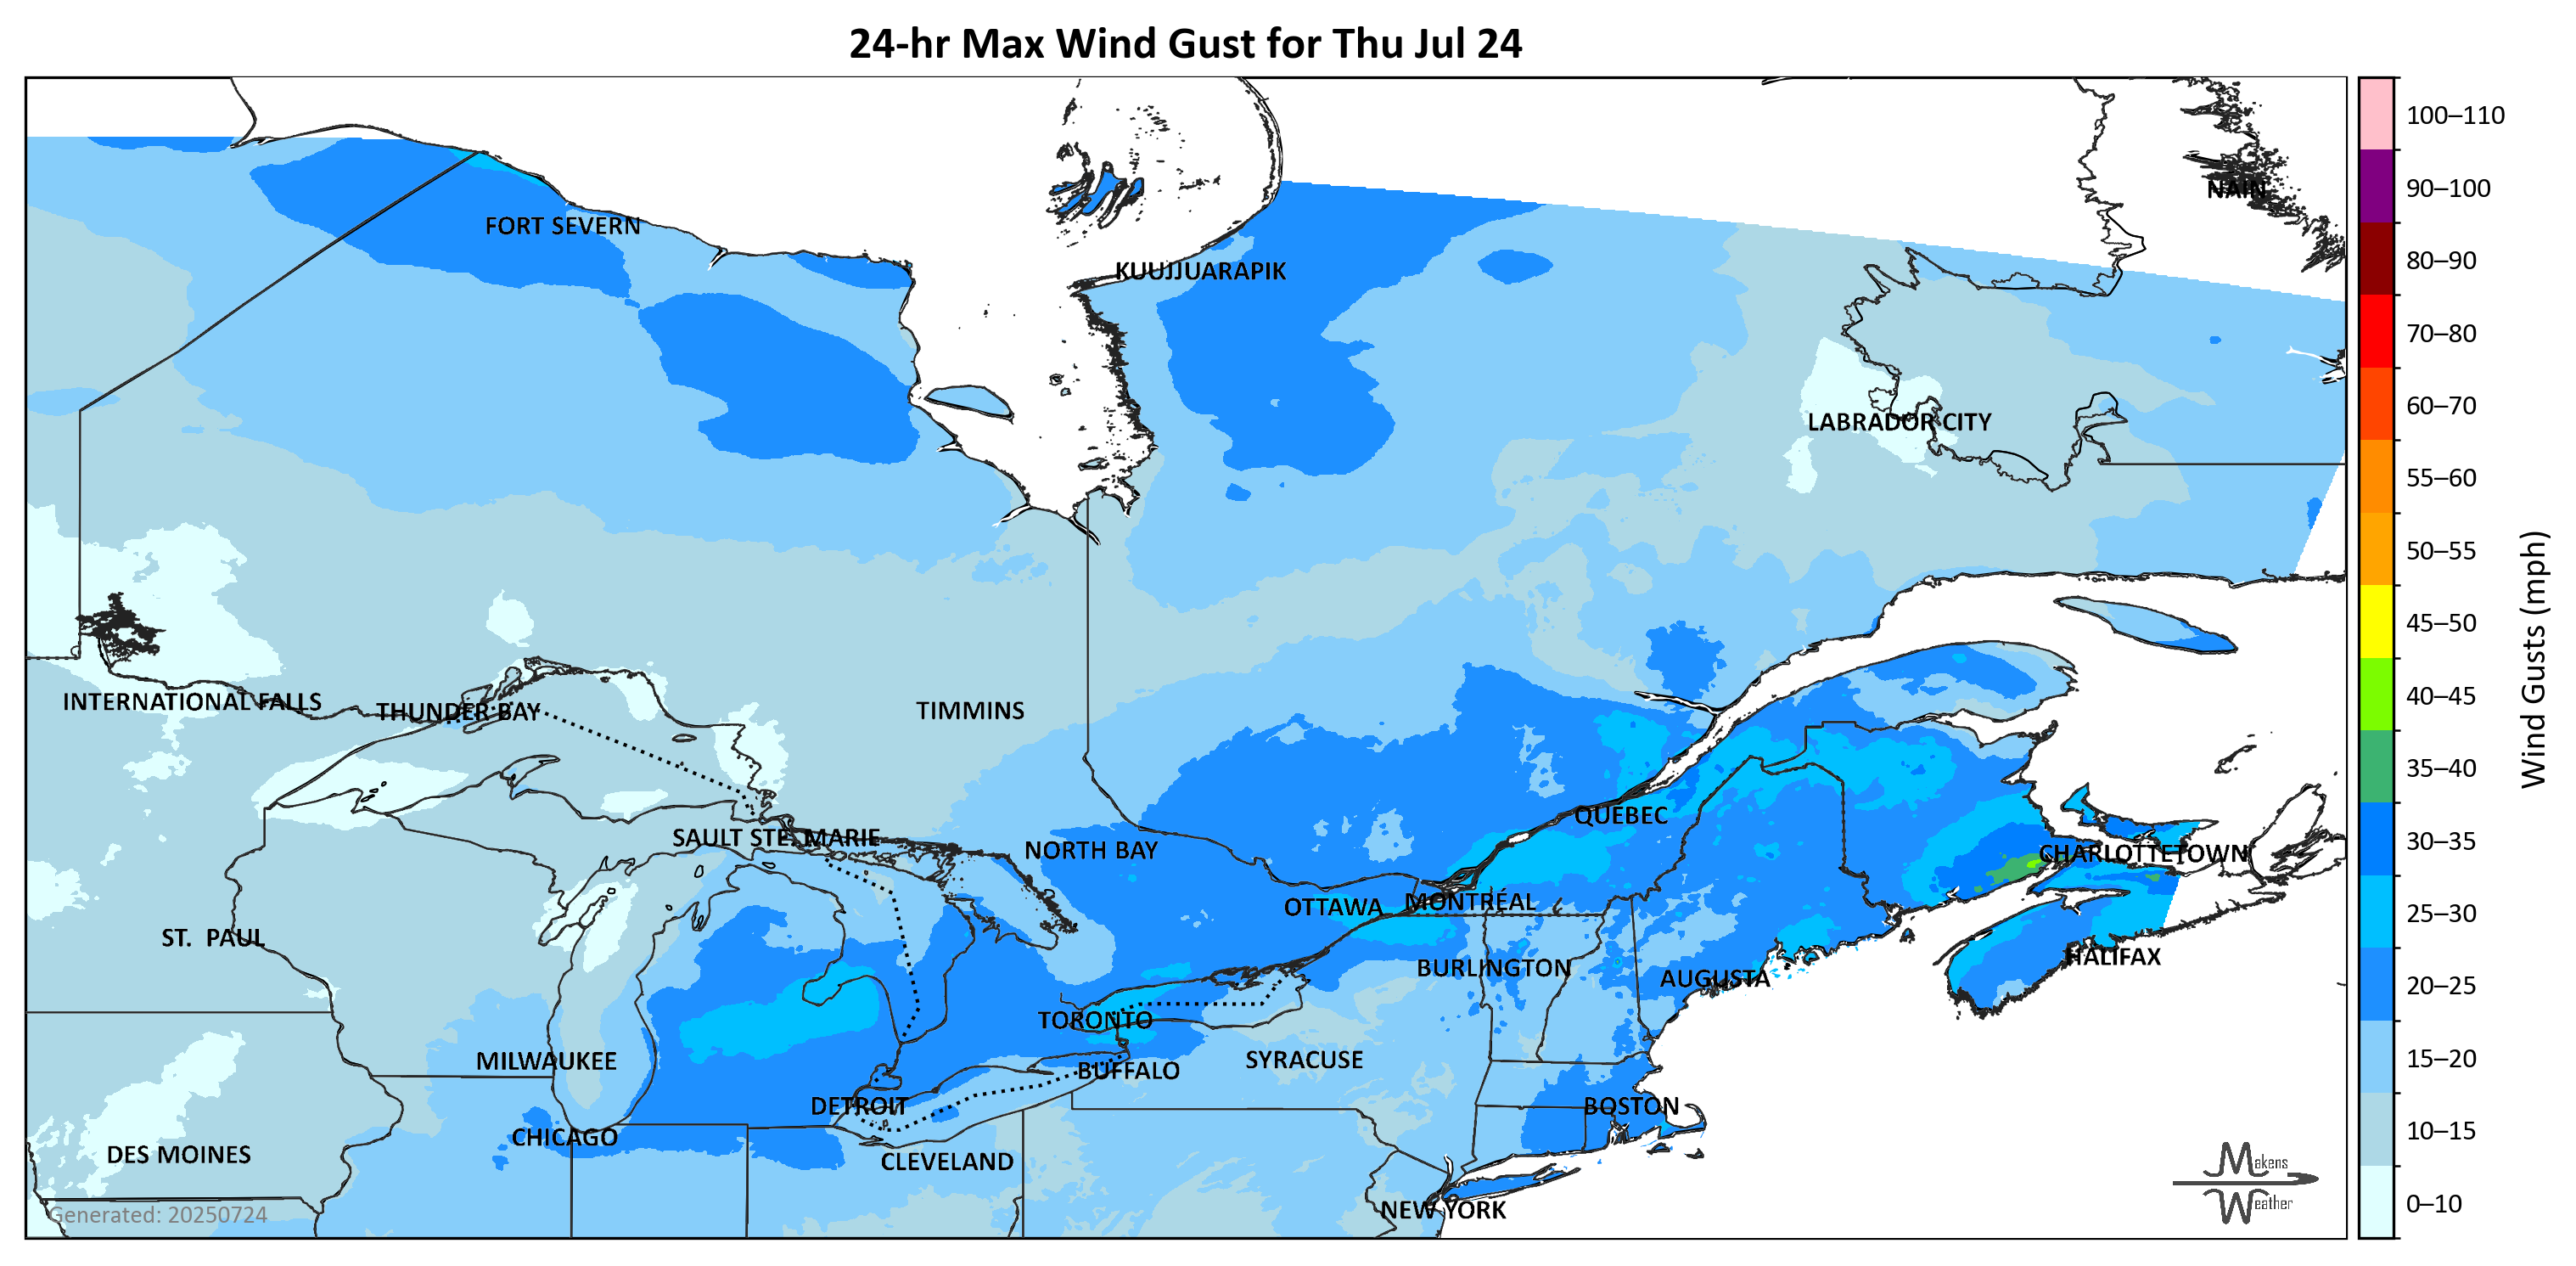 24-hr Max Wind Gust for Thu Jul 24
100–110
90–100
NAIN
FORT SEVERN
80–90
KUUJJUARAPIK
70–80
60–70
LABRADOR CITY
55–60
50–55
45–50
40–45
INTERNATIONAL FALLS
THUNDER BAY
TIMMINS
Wind Gusts (mph)
35–40
QUEBEC
SAULT STE. MARIE
NORTH BAY
30–35
CHARLOTTETOWN
OTTAWA
MONTRÉAL
25–30
ST. PAUL
HALIFAX
BURLINGTON
AUGUSTA
20–25
TORONTO
MILWAUKEE
SYRACUSE
15–20
BUFFALO
DETROIT
BOSTON
CHICAGO
10–15
DES MOINES
CLEVELAND
Makens
Weather
0–10
NEW YORK
Generated: 20250724